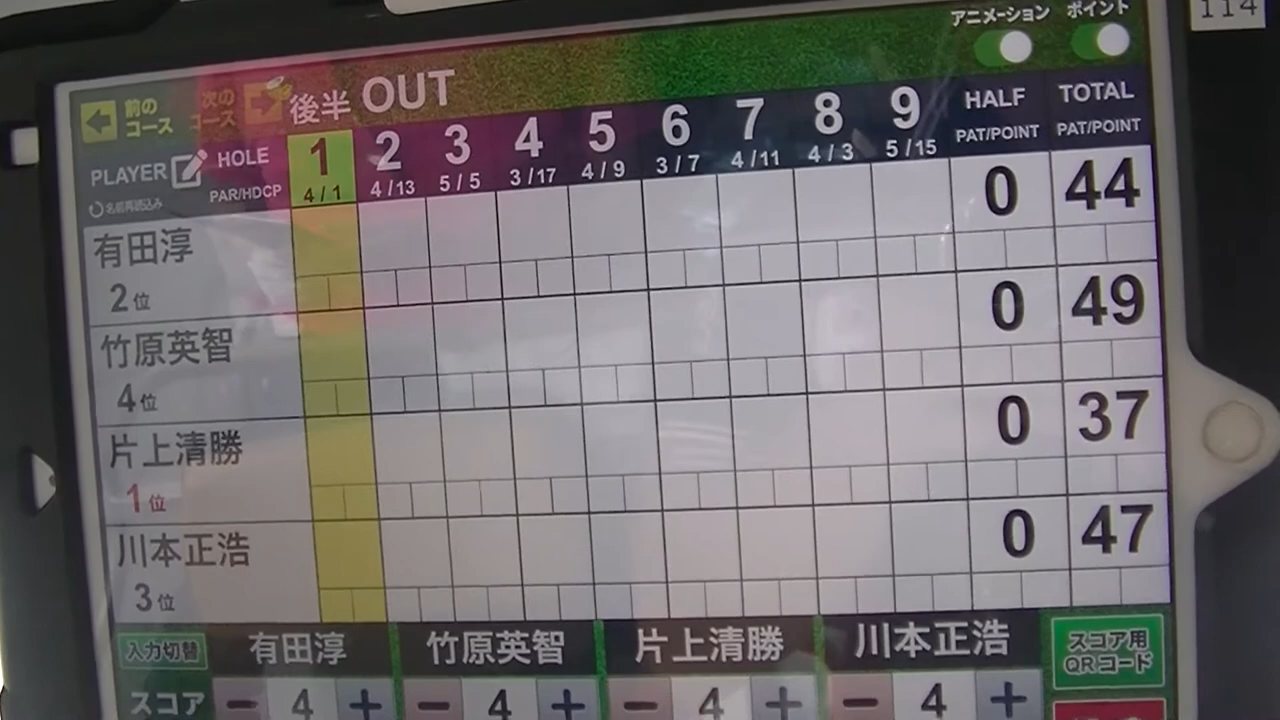 114
アニメーション ポイント
前の
コース
次の
コース
後半 OUT
PLAYER HOLE 1 2 3 4 5 6 7 8 9 HALF TOTAL
名前再読込み PAR/HDCP 4/1 4/13 5/5 3/17 4/9 3/7 4/11 4/3 5/15 PAT/POINT PAT/POINT
有田淳 0 44
2位
竹原英智 0 49
4位
片上清勝 0 37
1位
川本正浩 0 47
3位
入力切替 有田淳 竹原英智 片上清勝 川本正浩 スコア用
QRコード
スコア − 4 + − 4 + − 4 + − 4 +